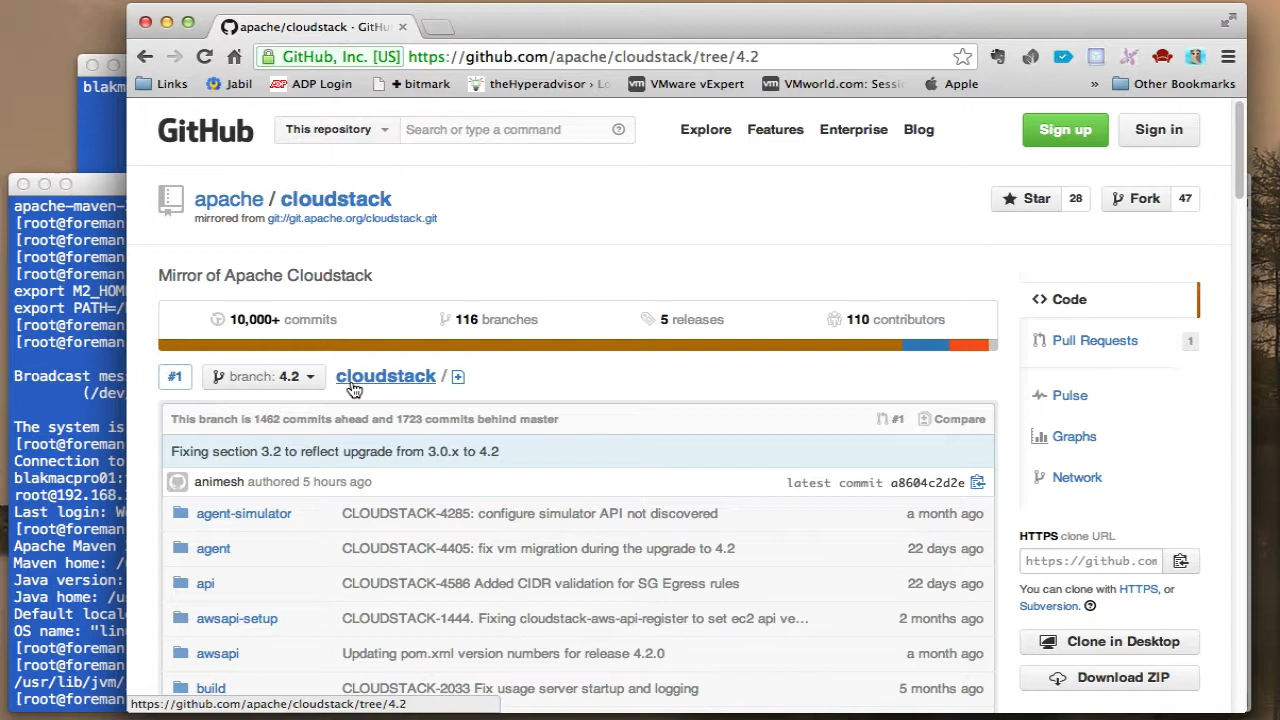 apache/cloudstack · GitHu
GitHub, Inc. [US] https://github.com/apache/cloudstack/tree/4.2
Links Jabil ADP Login + bitmark theHyperadvisor › Lo VMware vExpert VMworld.com: Sessi Apple » Other Bookmarks
GitHub This repository Search or type a command Explore Features Enterprise Blog Sign up Sign in
apache / cloudstack
Star 28 Fork 47
mirrored from git://git.apache.org/cloudstack.git
Mirror of Apache Cloudstack
10,000+ commits 116 branches 5 releases 110 contributors
#1 branch: 4.2 cloudstack /
This branch is 1462 commits ahead and 1723 commits behind master #1 Compare
Fixing section 3.2 to reflect upgrade from 3.0.x to 4.2
animesh authored 5 hours ago latest commit a8604c2d2e
agent-simulator CLOUDSTACK-4285: configure simulator API not discovered a month ago
agent CLOUDSTACK-4405: fix vm migration during the upgrade to 4.2 22 days ago
api CLOUDSTACK-4586 Added CIDR validation for SG Egress rules 22 days ago
awsapi-setup CLOUDSTACK-1444. Fixing cloudstack-aws-api-register to set ec2 api ve… 2 months ago
awsapi Updating pom.xml version numbers for release 4.2.0 a month ago
build CLOUDSTACK-2033 Fix usage server startup and logging 5 months ago
https://github.com/apache/cloudstack/tree/4.2
Code
Pull Requests 1
Pulse
Graphs
Network
HTTPS clone URL
https://github.com
You can clone with HTTPS, or
Subversion.
Clone in Desktop
Download ZIP
blakm
apache-maven-
[root@foreman
[root@foreman
[root@foreman
[root@foreman
export M2_HOM
export PATH=/
[root@foreman
[root@foreman
Broadcast mes
(/dev/
The system is
[root@foreman
Connection to
blakmacpro01:
root@192.168.
Last login: We
[root@foreman
Apache Maven
Maven home: /u
Java version:
Java home: /us
Default local
OS name: "lin
[root@foreman
[root@foreman
/usr/lib/jvm/
[root@foreman